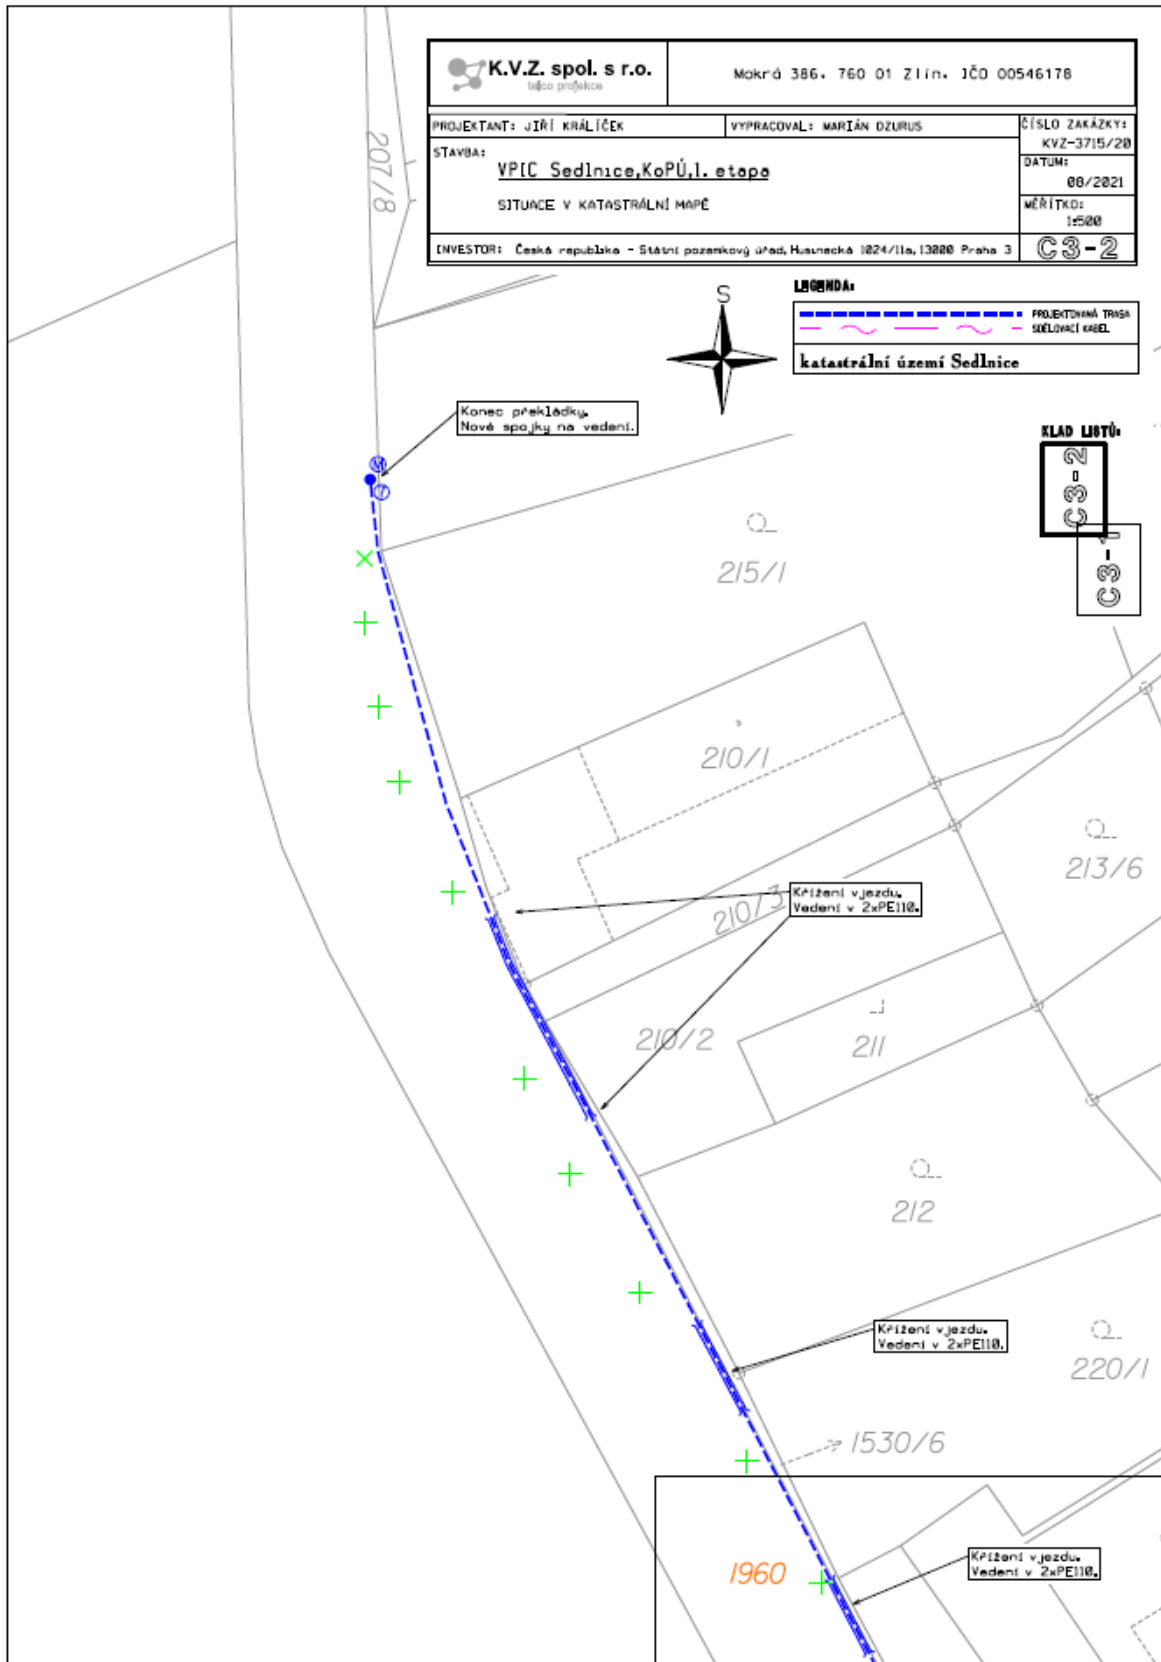 K.V.Z. spol. s r.o.
telco projekce
Mokrá 386, 760 01 Zlín, IČO 00546178
PROJEKTANT: JIŘÍ KRÁLÍČEK
VYPRACOVAL: MARIÁN DZURUS
ČÍSLO ZAKÁZKY:
KVZ-3715/20
STAVBA:
VPIC Sedlnice,KoPÚ,1. etapa
SITUACE V KATASTRÁLNÍ MAPĚ
DATUM:
08/2021
MĚŘÍTKO:
1:500
INVESTOR: Česká republika - Státní pozemkový úřad, Husinecká 1024/11a, 13000 Praha 3
C3-2
207/8
S
LEGENDA:
PROJEKTOVANÁ TRASA
SDĚLOVACÍ KABEL
katastrální území Sedlnice
Konec překládky.
Nové spojky na vedení.
KLAD LISTŮ:
C3-2
C3-1
M
215/1
210/1
213/6
Křížení vjezdu.
Vedení v 2xPE110.
210/3
210/2
211
212
Křížení vjezdu.
Vedení v 2xPE110.
220/1
1530/6
Křížení vjezdu.
Vedení v 2xPE110.
1960